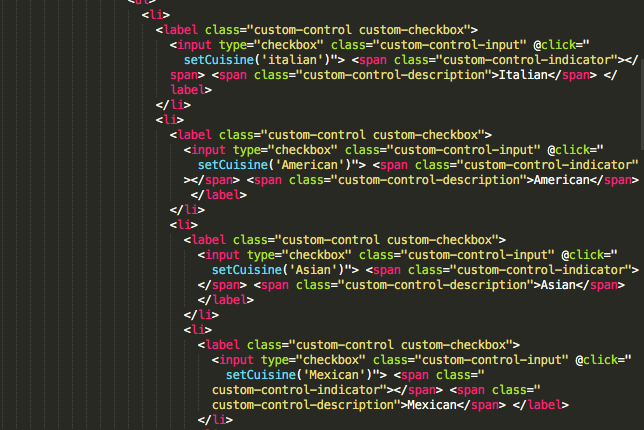 <ul>
<li>
<label class="custom-control custom-checkbox">
<input type="checkbox" class="custom-control-input" @click="
setCuisine('italian')"> <span class="custom-control-indicator"></
span> <span class="custom-control-description">Italian</span> </
label>
</li>
<li>
<label class="custom-control custom-checkbox">
<input type="checkbox" class="custom-control-input" @click="
setCuisine('American')"> <span class="custom-control-indicator"
></span> <span class="custom-control-description">American</span>
</label>
</li>
<li>
<label class="custom-control custom-checkbox">
<input type="checkbox" class="custom-control-input" @click="
setCuisine('Asian')"> <span class="custom-control-indicator">
</span> <span class="custom-control-description">Asian</span>
</label>
</li>
<li>
<label class="custom-control custom-checkbox">
<input type="checkbox" class="custom-control-input" @click="
setCuisine('Mexican')"> <span class="
custom-control-indicator"></span> <span class="
custom-control-description">Mexican</span> </label>
</li>